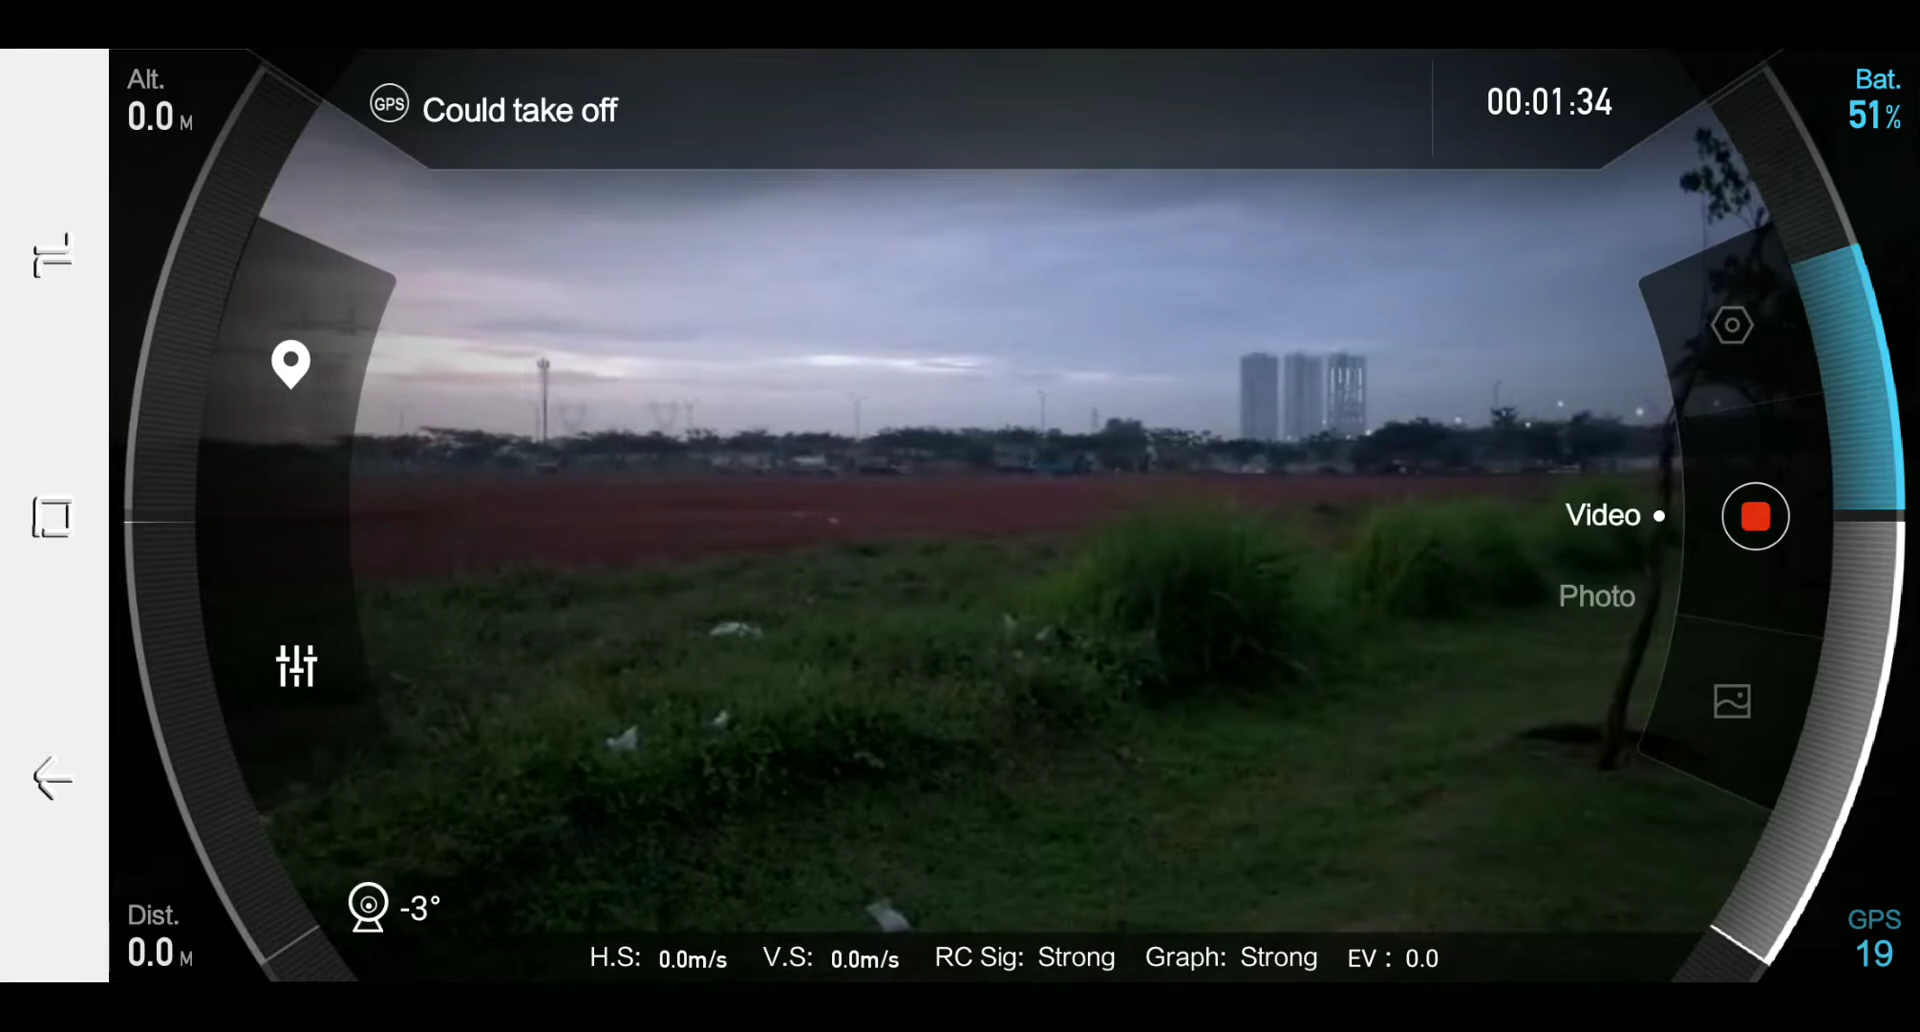 Alt.
0.0 M
GPS Could take off
00:01:34
Bat.
51%
Video
Photo
-3°
Dist.
0.0 M
H.S: 0.0m/s V.S: 0.0m/s RC Sig: Strong Graph: Strong EV : 0.0
GPS
19